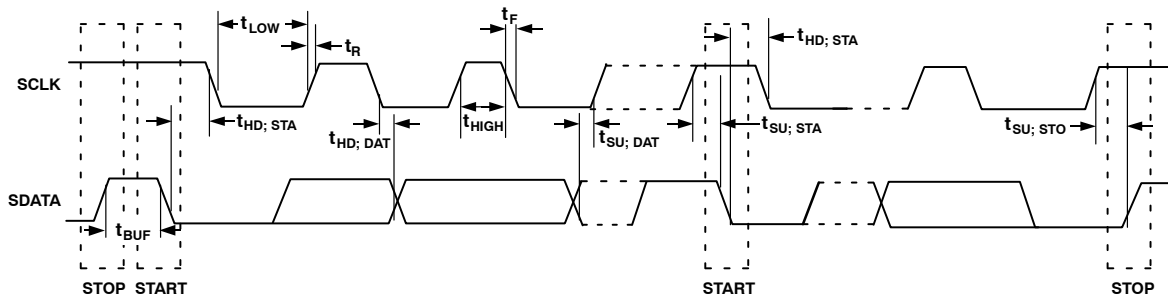 tLOW
tR
tF
tHD; STA
SCLK
tHD; STA
tHD; DAT
tHIGH
tSU; DAT
tSU; STA
tSU; STO
SDATA
tBUF
STOP START
START
STOP